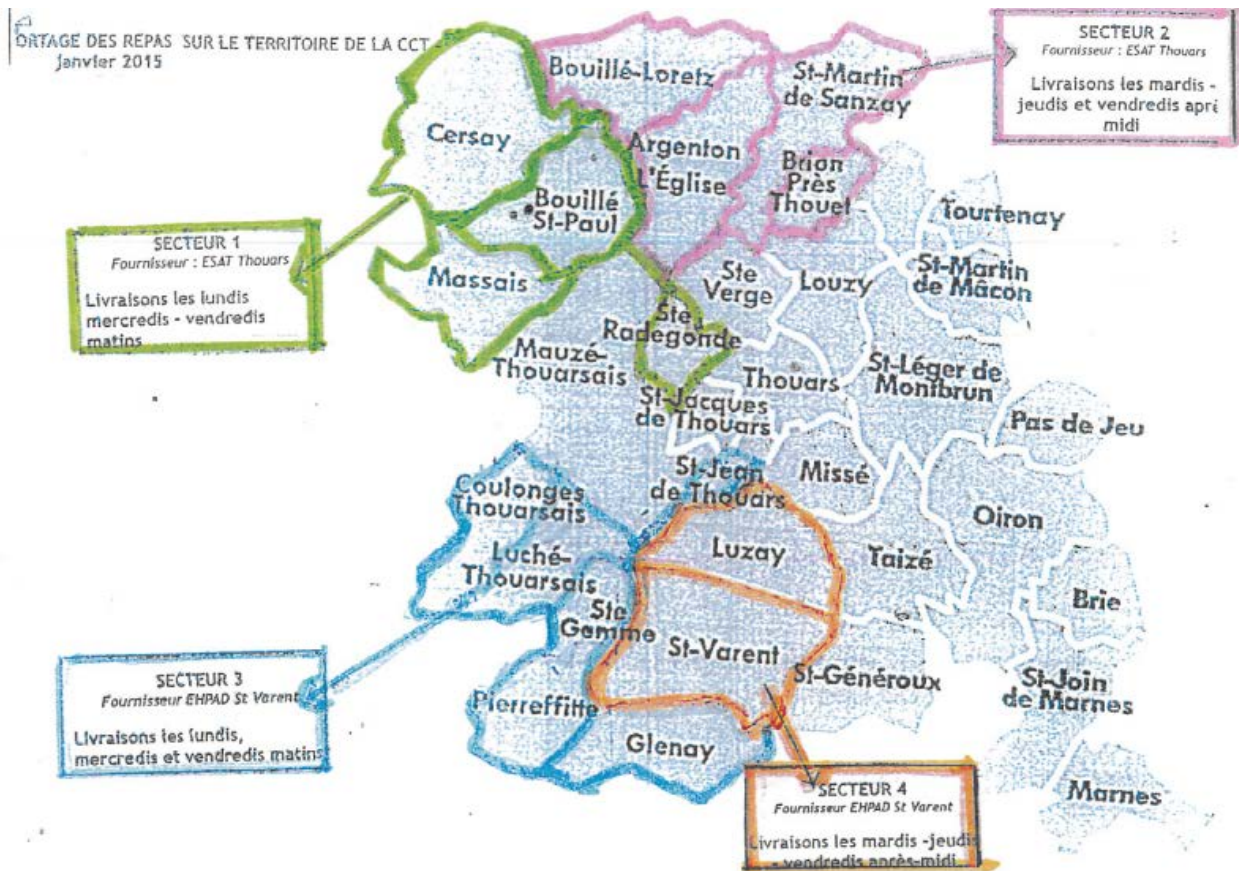 ORTAGE DES REPAS SUR LE TERRITOIRE DE LA CCT -
Janvier 2015
SECTEUR 2
Fournisseur : ESAT Thouars
Livraisons les mardis -
jeudis et vendredis aprè
midi
Bouillé-Loretz
St-Martin
de Sanzay
Cersay
Argenton
L'Église
Brion
Près
Thouet
Bouillé
St-Paul
Tourtenay
SECTEUR 1
Fournisseur : ESAT Thouars
Livraisons les lundis
mercredis - vendredis
matins
Massais
Ste
Verge
Louzy
St-Martin
de Mâcon
Ste
Radegonde
Mauzé-
Thouarsais
Thouars
St-Léger de
Montbrun
St-Jacques
de Thouars
Pas de Jeu
St-Jean
de Thouars
Missé
Coulonges
Thouarsais
Oiron
Luzay
Taizé
Luché-
Thouarsais
Brie
Ste
Gemme
St-Varent
St-Généroux
St-Join
de Marnes
SECTEUR 3
Fournisseur EHPAD St Varent
Livraisons les lundis,
mercredis et vendredis matins
Pierreffitte
Glenay
SECTEUR 4
Fournisseur EHPAD St Varent
Livraisons les mardis -jeudis
- vendredis après-midi
Marnes